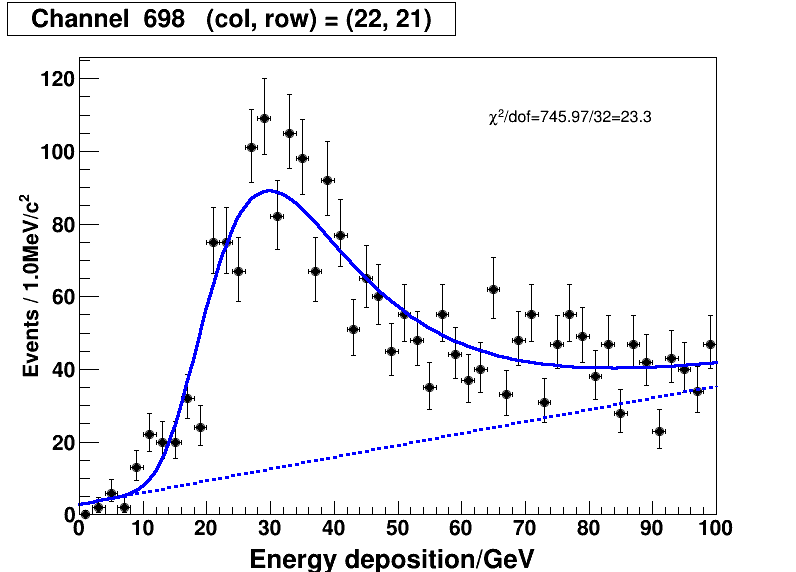 Channel 698 (col, row) = (22, 21)
χ²/dof=745.97/32=23.3
Events / 1.0MeV/c²
120
100
80
60
40
20
0
0 10 20 30 40 50 60 70 80 90 100
Energy deposition/GeV